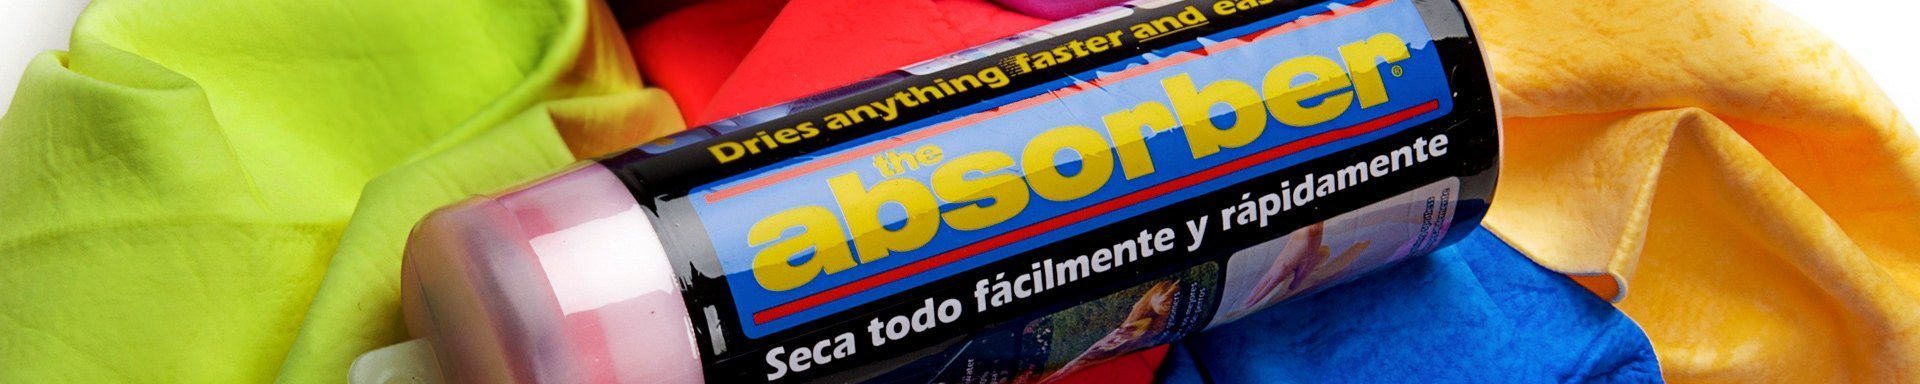 Dries anything faster and
the
absorber®
Seca todo fácilmente y rápidamente